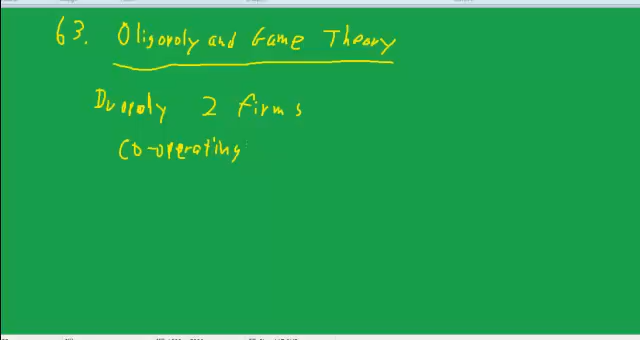 63. Oligopoly and Game Theory
Duopoly 2 firms
Co-operating